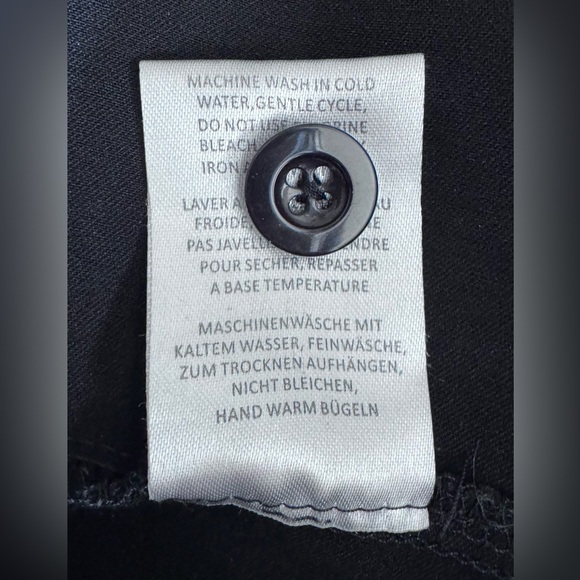 MACHINE WASH IN COLD
WATER,GENTLE CYCLE,
DO NOT USE
BLEACH
IRON
LAVER
FROIDE,
PAS
POUR SECHER, REPASSER
A BASE TEMPERATURE
MASCHINENWÄSCHE MIT
KALTEM WASSER, FEINWÄSCHE,
ZUM TROCKNEN AUFHÄNGEN,
NICHT BLEICHEN,
HAND WARM BÜGELN